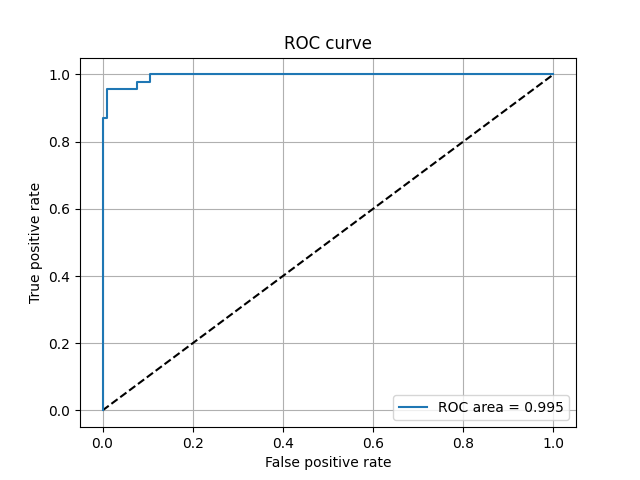 ROC curve
True positive rate
1.0
0.8
0.6
0.4
0.2
0.0
ROC area = 0.995
0.0 0.2 0.4 0.6 0.8 1.0
False positive rate